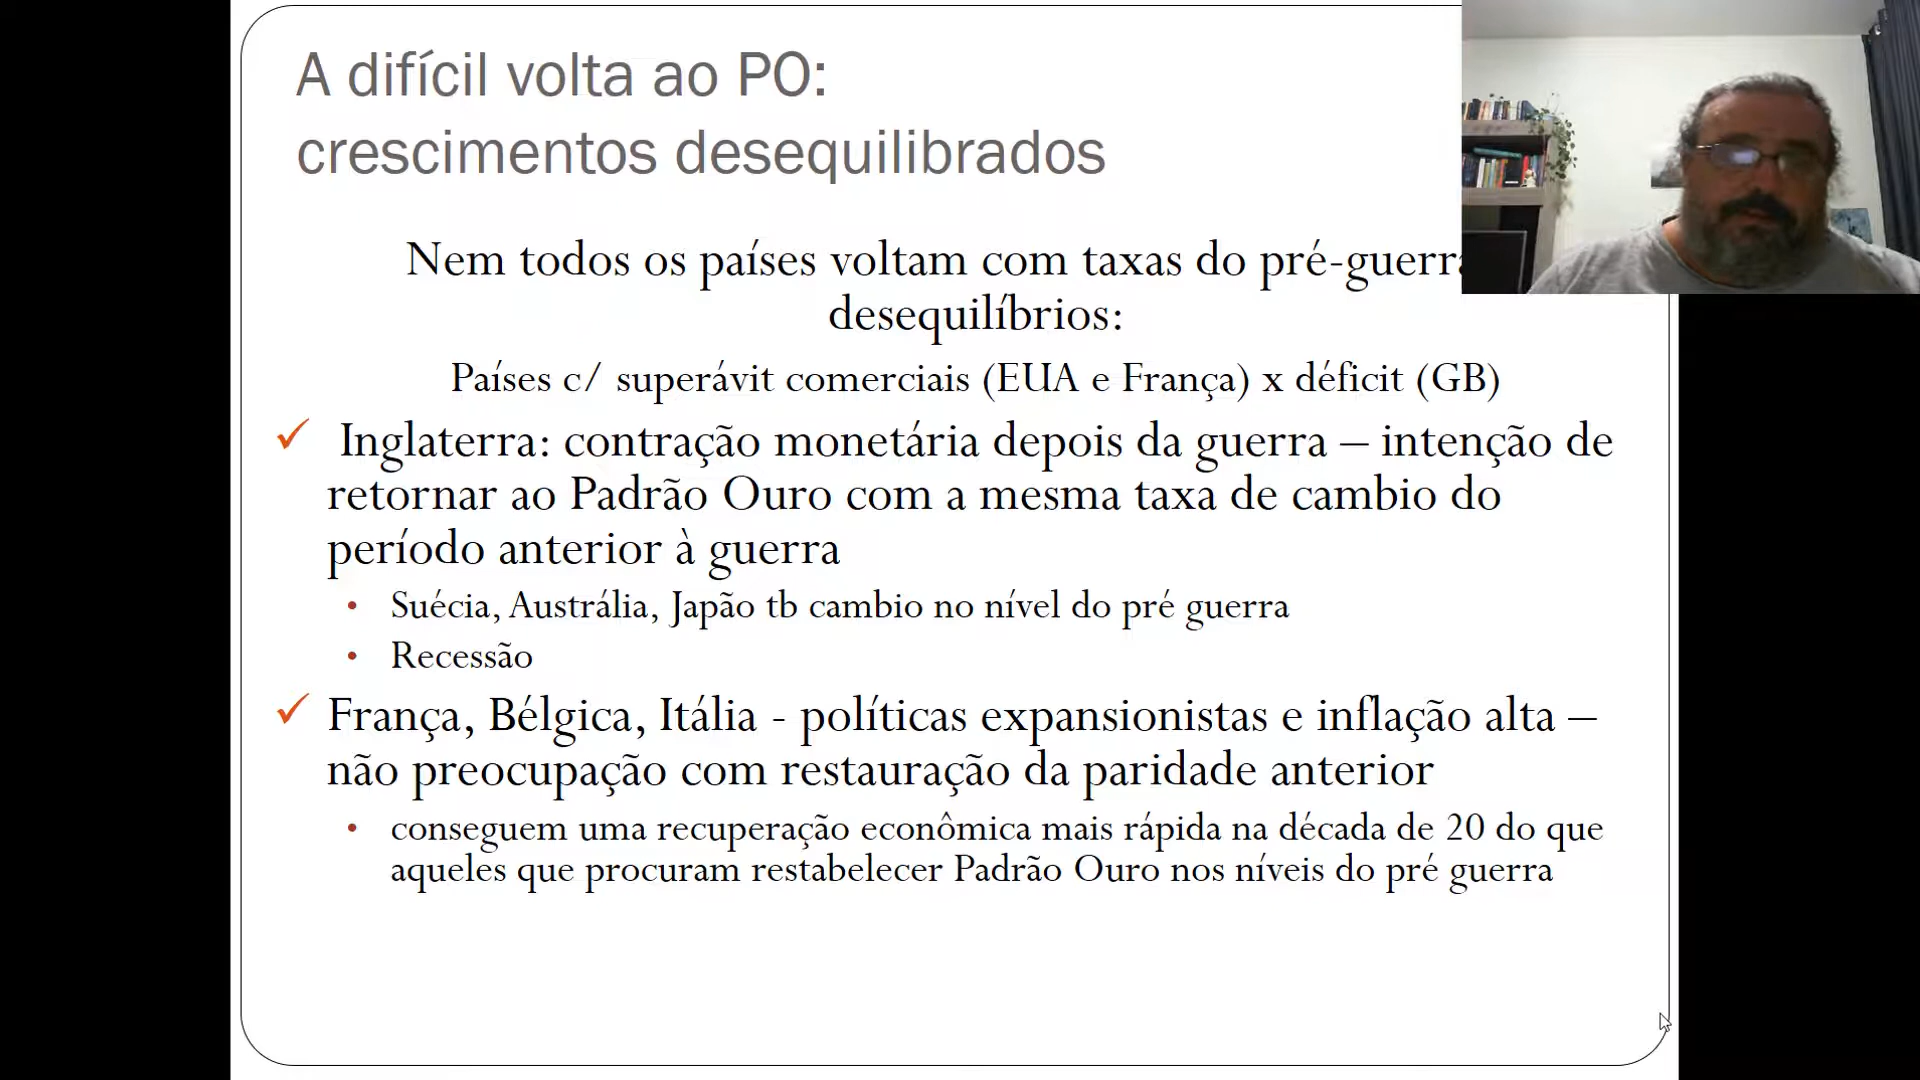 A difícil volta ao PO:
crescimentos desequilibrados
Nem todos os países voltam com taxas do pré-guerra
desequilíbrios:
Países c/ superávit comerciais (EUA e França) x déficit (GB)
✓ Inglaterra: contração monetária depois da guerra – intenção de
retornar ao Padrão Ouro com a mesma taxa de cambio do
período anterior à guerra
• Suécia, Austrália, Japão tb cambio no nível do pré guerra
• Recessão
✓ França, Bélgica, Itália - políticas expansionistas e inflação alta –
não preocupação com restauração da paridade anterior
• conseguem uma recuperação econômica mais rápida na década de 20 do que
aqueles que procuram restabelecer Padrão Ouro nos níveis do pré guerra